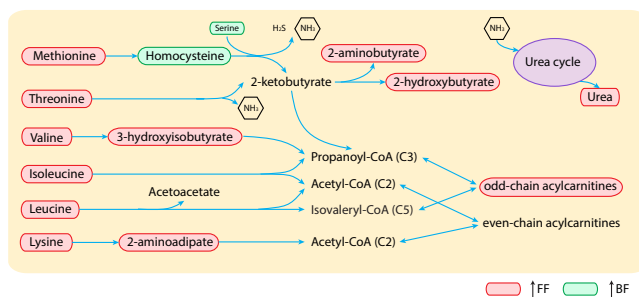 Serine
H₂S
NH₃
NH₃
Methionine
Homocysteine
2-aminobutyrate
Urea cycle
2-ketobutyrate
2-hydroxybutyrate
Threonine
NH₃
Urea
Valine
3-hydroxyisobutyrate
Propanoyl-CoA (C3)
Isoleucine
Acetyl-CoA (C2)
odd-chain acylcarnitines
Acetoacetate
Leucine
Isovaleryl-CoA (C5)
even-chain acylcarnitines
Lysine
2-aminoadipate
Acetyl-CoA (C2)
↑FF
↑BF